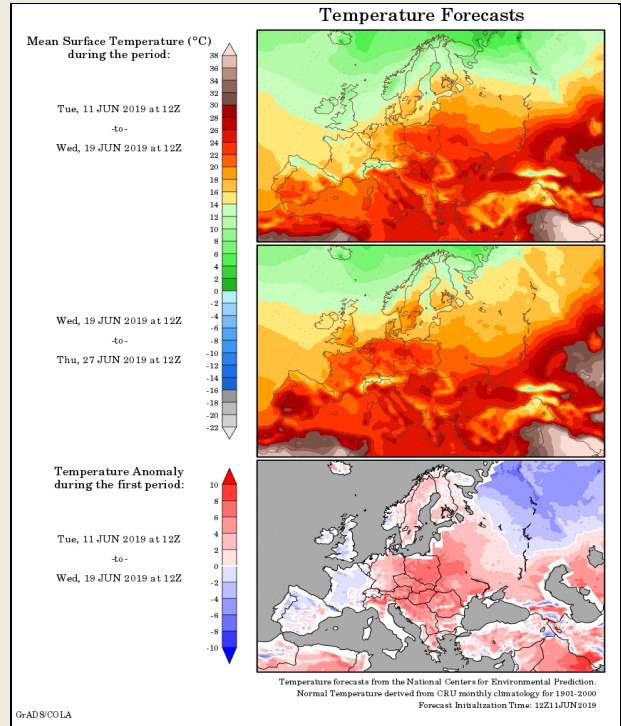 Temperature Forecasts
Mean Surface Temperature (°C)
during the period:
Tue, 11 JUN 2019 at 12Z
-to-
Wed, 19 JUN 2019 at 12Z
38
36
34
32
30
28
26
24
22
20
18
16
14
12
10
8
6
4
2
0
-2
-4
-6
-8
-10
-12
-14
-16
-18
-20
-22
Wed, 19 JUN 2019 at 12Z
-to-
Thu, 27 JUN 2019 at 12Z
Temperature Anomaly
during the first period:
Tue, 11 JUN 2019 at 12Z
-to-
Wed, 19 JUN 2019 at 12Z
10
8
6
4
2
0
-2
-4
-6
-8
-10
Temperature forecasts from the National Centers for Environmental Prediction.
Normal Temperature derived from CRU monthly climatology for 1901-2000
Forecast Initialization Time: 12Z11JUN2019
GrADS/COLA